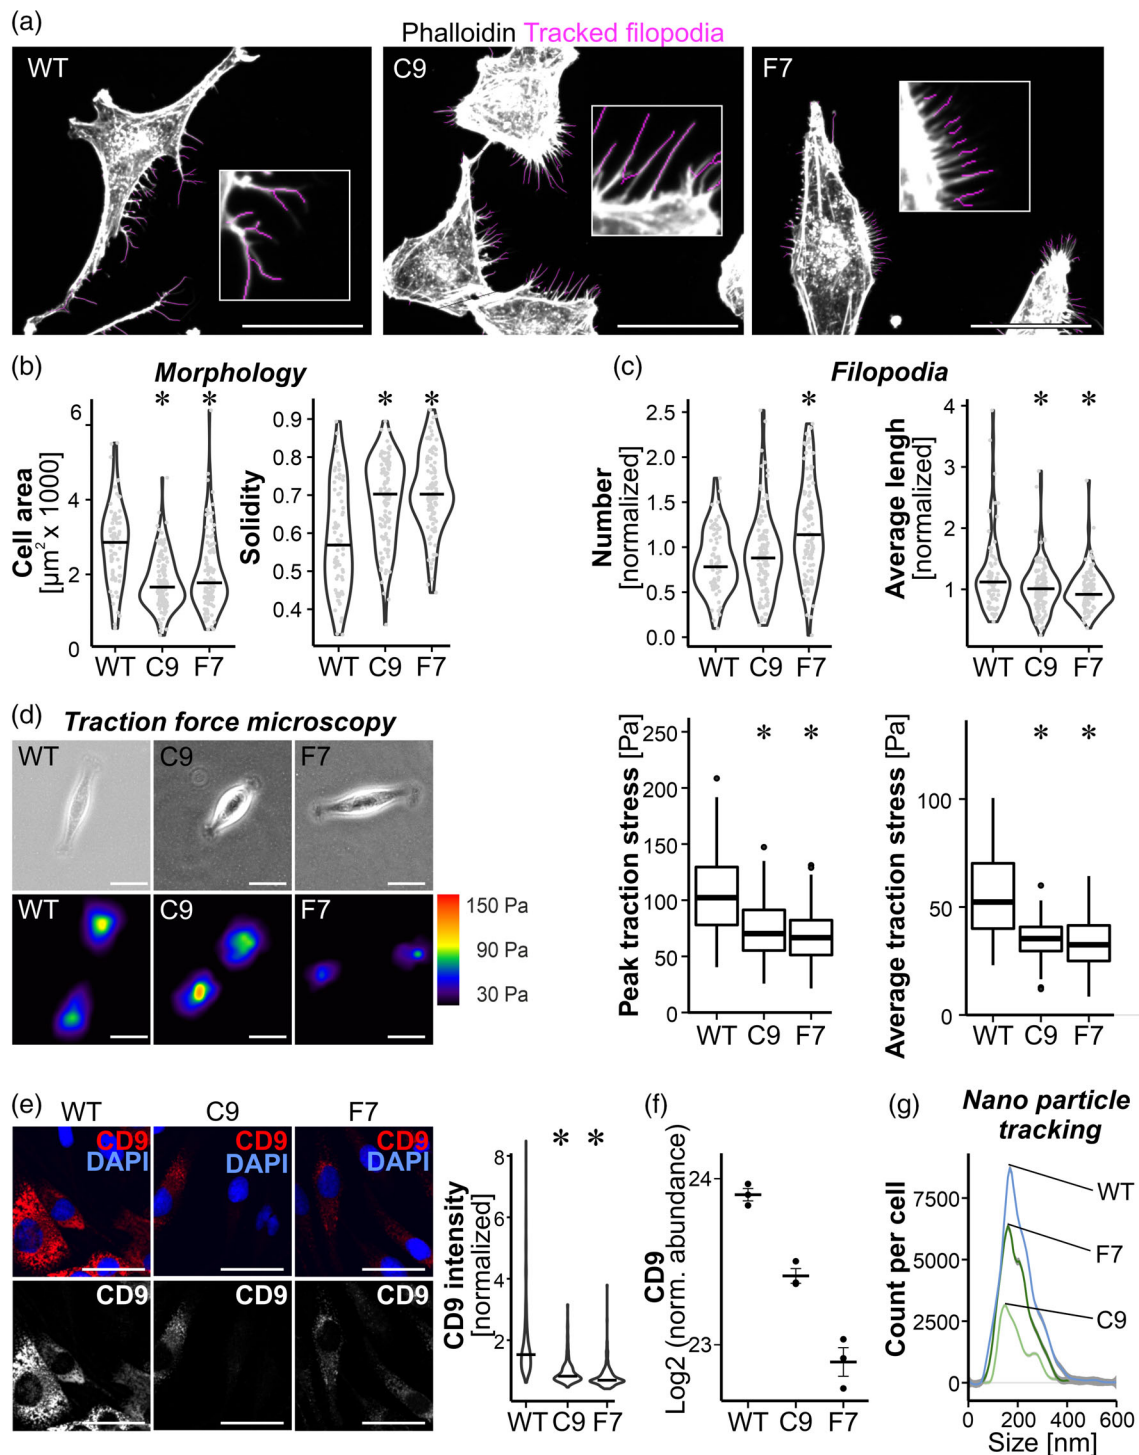 (a)
Phalloidin Tracked filopodia
WT
C9
F7
(b)
Morphology
Cell area
[µm² x 1000]
6
4
2
0
* *
WT C9 F7
Solidity
0.9
0.8
0.7
0.6
0.5
0.4
* *
WT C9 F7
(c)
Filopodia
Number
[normalized]
2.5
2.0
1.5
1.0
0.5
0.0
*
WT C9 F7
Average lengh
[normalized]
4
3
2
1
* *
WT C9 F7
(d)
Traction force microscopy
WT
C9
F7
WT
C9
F7
150 Pa
90 Pa
30 Pa
Peak traction stress [Pa]
250
200
150
100
50
0
* *
WT C9 F7
Average traction stress [Pa]
100
50
0
* *
WT C9 F7
(e)
WT C9 F7
CD9
DAPI
CD9
DAPI
CD9
DAPI
CD9
CD9
CD9
CD9 intensity
[normalized]
8
6
4
2
* *
WT C9 F7
(f)
CD9
Log2 (norm. abundance)
24
23
WT C9 F7
(g)
Nano particle
tracking
Count per cell
7500
5000
2500
0
WT
F7
C9
0 200 400 600
Size [nm]